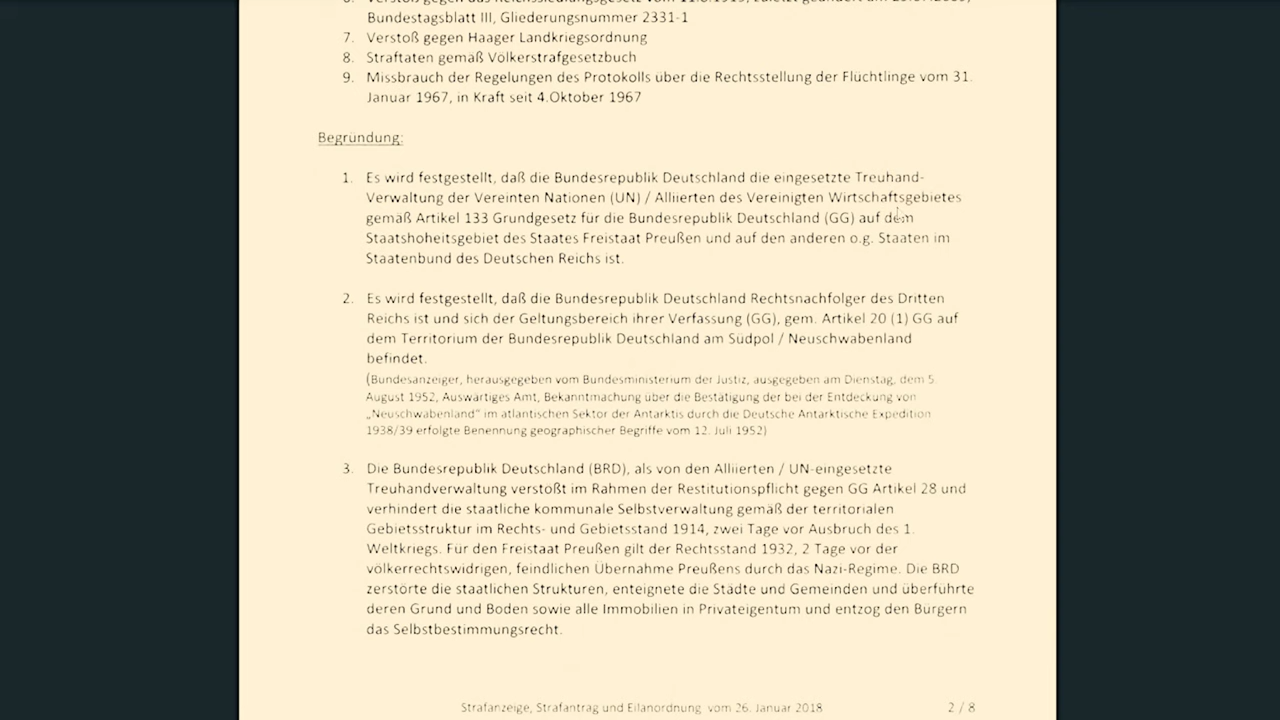 Bundestagsblatt III, Gliederungsnummer 2331-1
7. Verstoß gegen Haager Landkriegsordnung
8. Straftaten gemäß Völkerstrafgesetzbuch
9. Missbrauch der Regelungen des Protokolls über die Rechtsstellung der Flüchtlinge vom 31.
Januar 1967, in Kraft seit 4.Oktober 1967
Begründung:
1. Es wird festgestellt, daß die Bundesrepublik Deutschland die eingesetzte Treuhand-
Verwaltung der Vereinten Nationen (UN) / Alliierten des Vereinigten Wirtschaftsgebietes
gemäß Artikel 133 Grundgesetz für die Bundesrepublik Deutschland (GG) auf dem
Staatshoheitsgebiet des Staates Freistaat Preußen und auf den anderen o.g. Staaten im
Staatenbund des Deutschen Reichs ist.
2. Es wird festgestellt, daß die Bundesrepublik Deutschland Rechtsnachfolger des Dritten
Reichs ist und sich der Geltungsbereich ihrer Verfassung (GG), gem. Artikel 20 (1) GG auf
dem Territorium der Bundesrepublik Deutschland am Südpol / Neuschwabenland
befindet.
(Bundesanzeiger, herausgegeben vom Bundesministerium der Justiz, ausgegeben am Dienstag, dem 5.
August 1952, Auswärtiges Amt, Bekanntmachung über die Bestätigung der bei der Entdeckung von
„Neuschwabenland" im atlantischen Sektor der Antarktis durch die Deutsche Antarktische Expedition
1938/39 erfolgte Benennung geographischer Begriffe vom 12. Juli 1952)
3. Die Bundesrepublik Deutschland (BRD), als von den Alliierten / UN-eingesetzte
Treuhandverwaltung verstößt im Rahmen der Restitutionspflicht gegen GG Artikel 28 und
verhindert die staatliche kommunale Selbstverwaltung gemäß der territorialen
Gebietsstruktur im Rechts- und Gebietsstand 1914, zwei Tage vor Ausbruch des 1.
Weltkriegs. Für den Freistaat Preußen gilt der Rechtsstand 1932, 2 Tage vor der
völkerrechtswidrigen, feindlichen Übernahme Preußens durch das Nazi-Regime. Die BRD
zerstörte die staatlichen Strukturen, enteignete die Städte und Gemeinden und überführte
deren Grund und Boden sowie alle Immobilien in Privateigentum und entzog den Bürgern
das Selbstbestimmungsrecht.
Strafanzeige, Strafantrag und Eilanordnung vom 26. Januar 2018 2 / 8